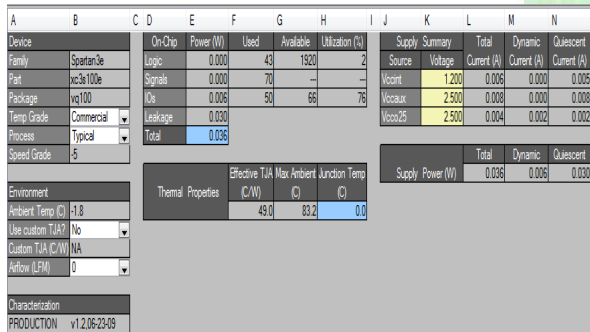 A B C D E F G H I J K L M N
Device On-Chip Power (W) Used Available Utilization (%) Supply Summary Total Dynamic Quiescent
Family Spartan3e Logic 0.000 43 1920 2 Source Voltage Current (A) Current (A) Current (A)
Part xc3s100e Signals 0.000 70 --- --- Vccint 1.200 0.006 0.000 0.005
Package vq100 IOs 0.006 50 66 76 Vccaux 2.500 0.008 0.000 0.008
Temp Grade Commercial Leakage 0.030 Vcco25 2.500 0.004 0.002 0.002
Process Typical Total 0.036
Speed Grade -5 Total Dynamic Quiescent
Effective TJA Max Ambient Junction Temp Supply Power (W) 0.036 0.006 0.030
Environment Thermal Properties (C/W) (C) (C)
Ambient Temp (C) -1.8 49.0 83.2 0.0
Use custom TJA? No
Custom TJA (C/W) NA
Airflow (LFM) 0
Characterization
PRODUCTION v1.2,06-23-09